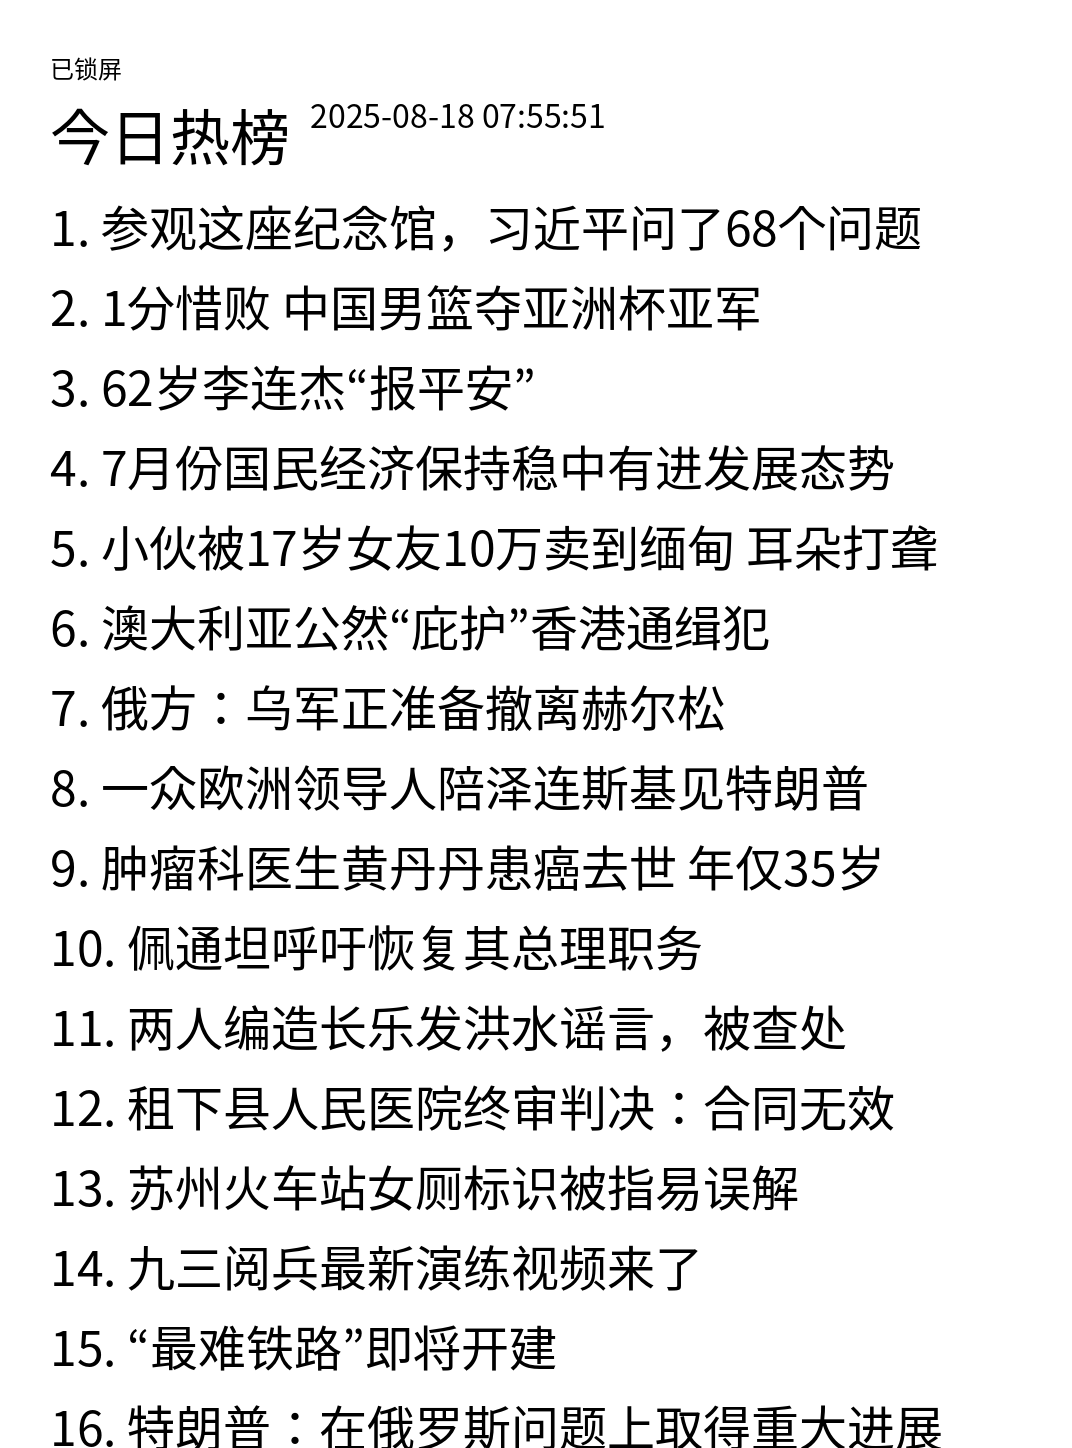 已锁屏
今日热榜 2025-08-18 07:55:51
1. 参观这座纪念馆，习近平问了68个问题
2. 1分惜败 中国男篮夺亚洲杯亚军
3. 62岁李连杰“报平安”
4. 7月份国民经济保持稳中有进发展态势
5. 小伙被17岁女友10万卖到缅甸 耳朵打聋
6. 澳大利亚公然“庇护”香港通缉犯
7. 俄方：乌军正准备撤离赫尔松
8. 一众欧洲领导人陪泽连斯基见特朗普
9. 肿瘤科医生黄丹丹患癌去世 年仅35岁
10. 佩通坦呼吁恢复其总理职务
11. 两人编造长乐发洪水谣言，被查处
12. 租下县人民医院终审判决：合同无效
13. 苏州火车站女厕标识被指易误解
14. 九三阅兵最新演练视频来了
15. “最难铁路”即将开建
16. 特朗普：在俄罗斯问题上取得重大进展